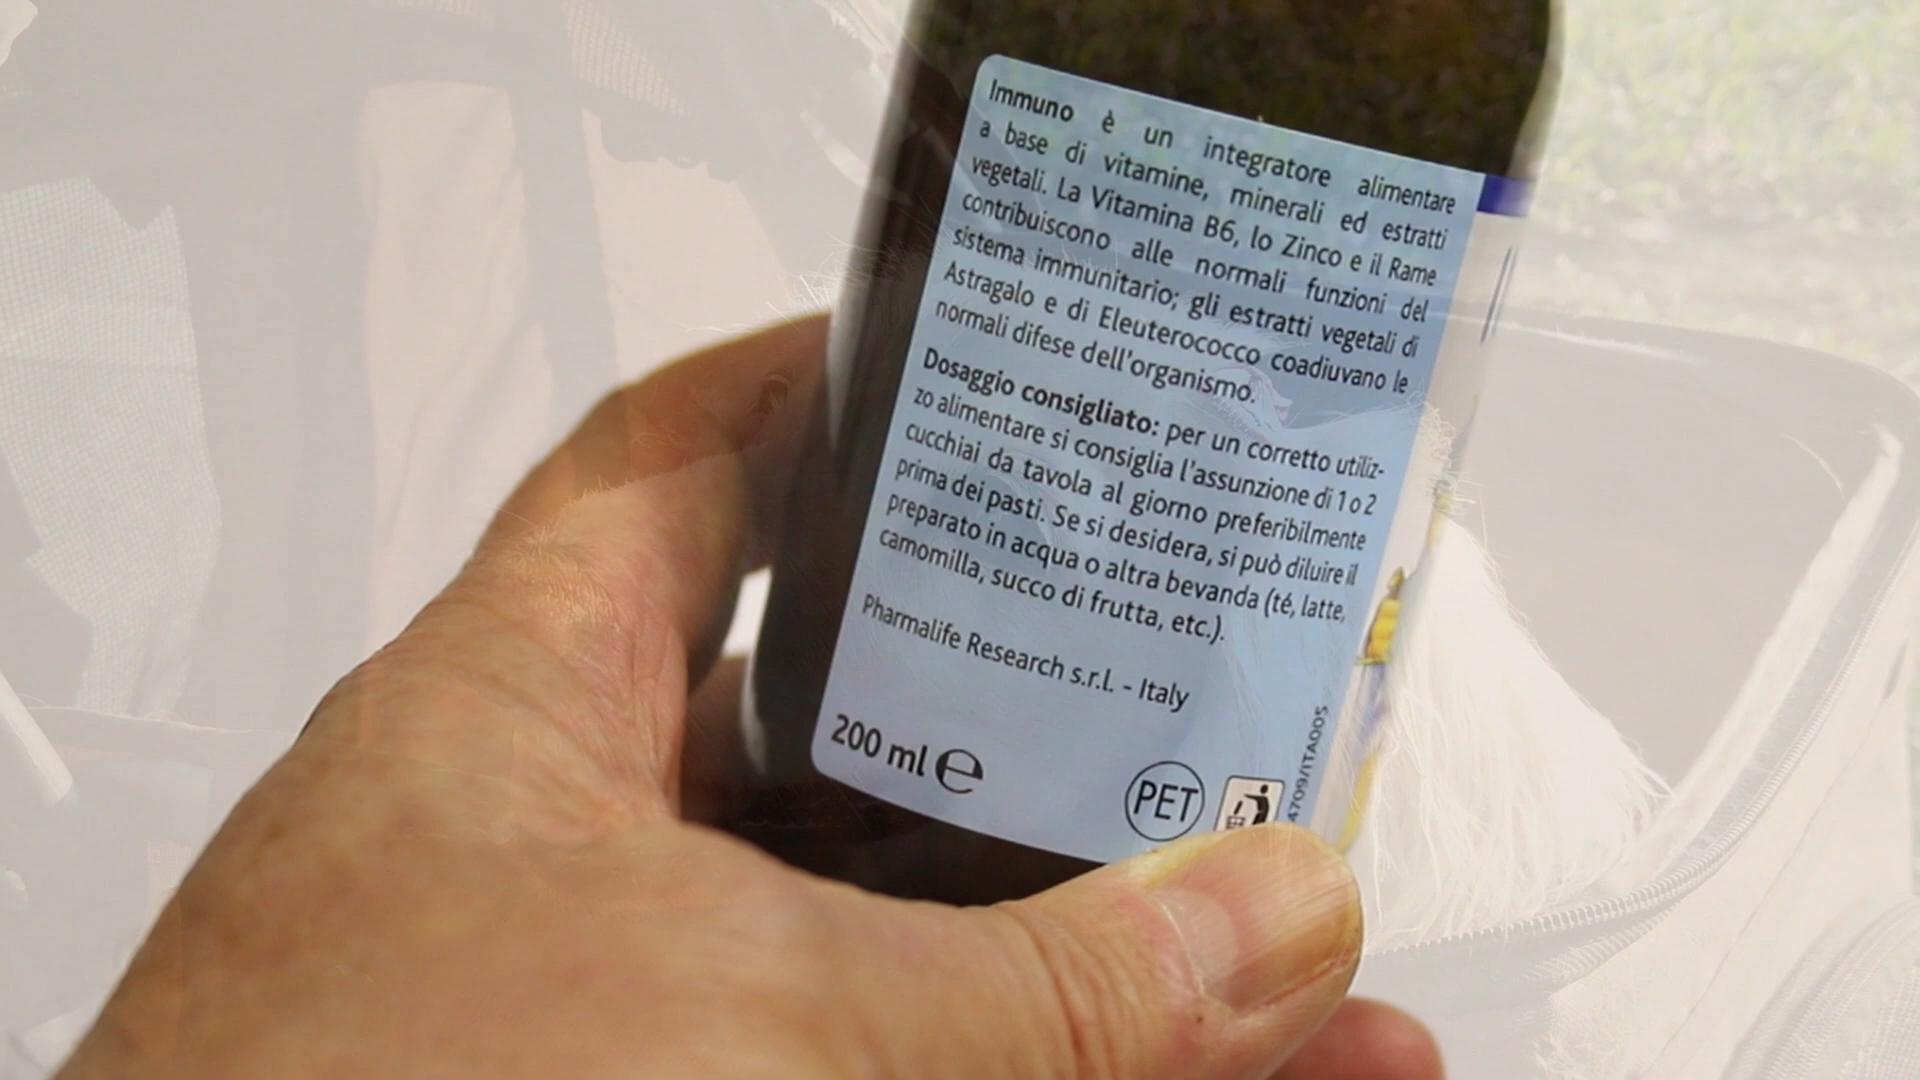 Immuno è un integratore alimentare
a base di vitamine, minerali ed estratti
vegetali. La Vitamina B6, lo Zinco e il Rame
contribuiscono alle normali funzioni del
sistema immunitario; gli estratti vegetali di
Astragalo e di Eleuterococco coadiuvano le
normali difese dell'organismo.
Dosaggio consigliato: per un corretto utiliz-
zo alimentare si consiglia l'assunzione di 1 o 2
cucchiai da tavola al giorno preferibilmente
prima dei pasti. Se si desidera, si può diluire il
preparato in acqua o altra bevanda (té, latte,
camomilla, succo di frutta, etc.).
Pharmalife Research s.r.l. - Italy
200 ml ℮
PET
4709/ITA005